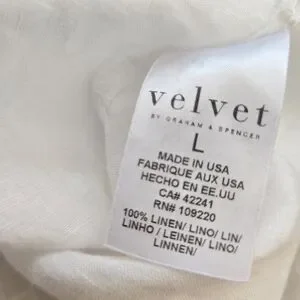 velvet
BY GRAHAM & SPENCER
L
MADE IN USA
FABRIQUE AUX USA
HECHO EN EE.UU
CA# 42241
RN# 109220
100% LINEN/ LINO/ LIN/
LINHO / LEINEN/ LINO/
LINNEN/